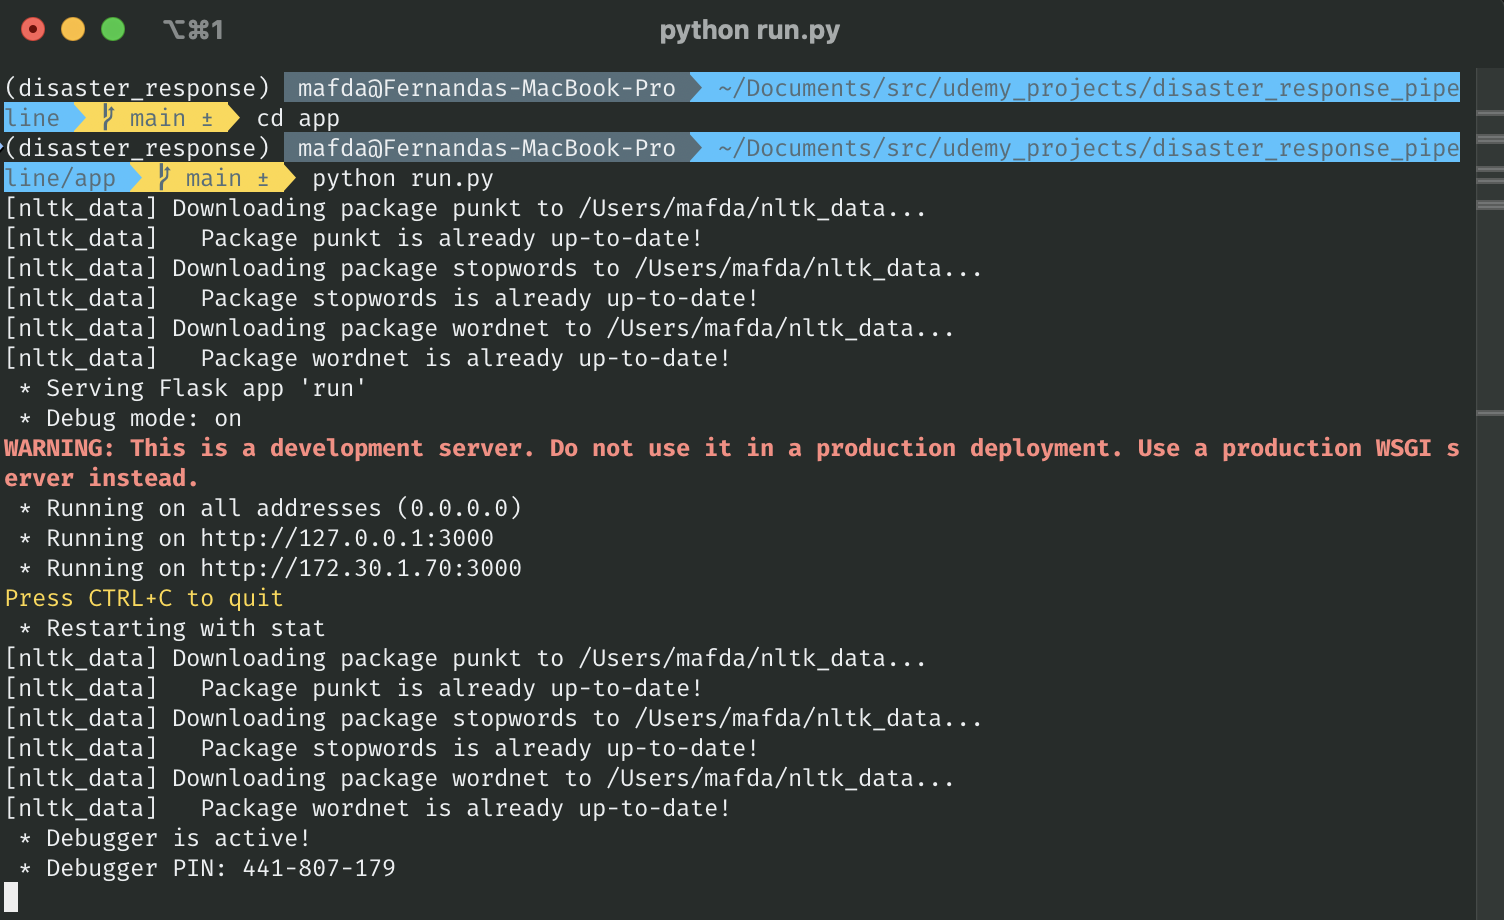 ⌥⌘1 python run.py
(disaster_response) mafda@Fernandas-MacBook-Pro ~/Documents/src/udemy_projects/disaster_response_pipe
line main ± cd app
(disaster_response) mafda@Fernandas-MacBook-Pro ~/Documents/src/udemy_projects/disaster_response_pipe
line/app main ± python run.py
[nltk_data] Downloading package punkt to /Users/mafda/nltk_data...
[nltk_data]   Package punkt is already up-to-date!
[nltk_data] Downloading package stopwords to /Users/mafda/nltk_data...
[nltk_data]   Package stopwords is already up-to-date!
[nltk_data] Downloading package wordnet to /Users/mafda/nltk_data...
[nltk_data]   Package wordnet is already up-to-date!
 * Serving Flask app 'run'
 * Debug mode: on
WARNING: This is a development server. Do not use it in a production deployment. Use a production WSGI s
erver instead.
 * Running on all addresses (0.0.0.0)
 * Running on http://127.0.0.1:3000
 * Running on http://172.30.1.70:3000
Press CTRL+C to quit
 * Restarting with stat
[nltk_data] Downloading package punkt to /Users/mafda/nltk_data...
[nltk_data]   Package punkt is already up-to-date!
[nltk_data] Downloading package stopwords to /Users/mafda/nltk_data...
[nltk_data]   Package stopwords is already up-to-date!
[nltk_data] Downloading package wordnet to /Users/mafda/nltk_data...
[nltk_data]   Package wordnet is already up-to-date!
 * Debugger is active!
 * Debugger PIN: 441-807-179